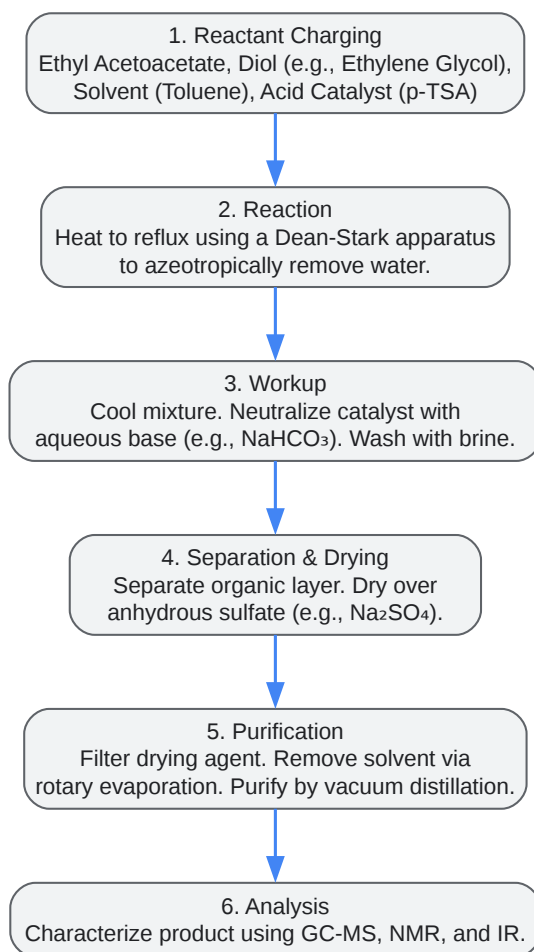 1. Reactant Charging
Ethyl Acetoacetate, Diol (e.g., Ethylene Glycol),
Solvent (Toluene), Acid Catalyst (p-TSA)
2. Reaction
Heat to reflux using a Dean-Stark apparatus
to azeotropically remove water.
3. Workup
Cool mixture. Neutralize catalyst with
aqueous base (e.g., NaHCO₃). Wash with brine.
4. Separation & Drying
Separate organic layer. Dry over
anhydrous sulfate (e.g., Na₂SO₄).
5. Purification
Filter drying agent. Remove solvent via
rotary evaporation. Purify by vacuum distillation.
6. Analysis
Characterize product using GC-MS, NMR, and IR.